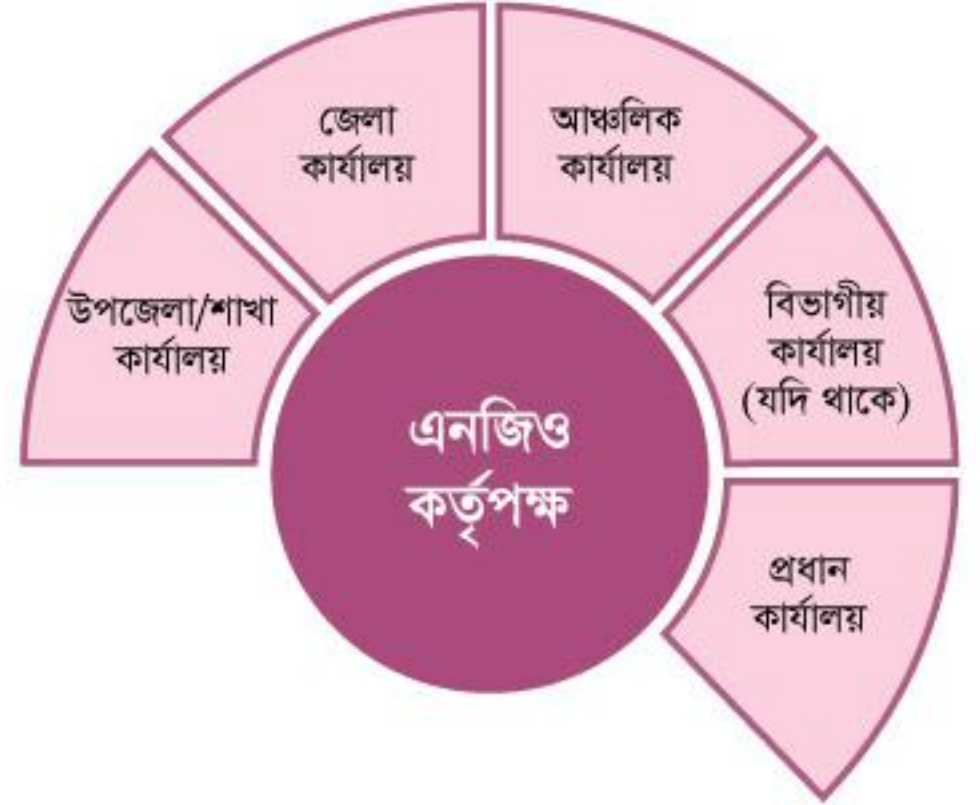 জেলা
কার্যালয়
আঞ্চলিক
কার্যালয়
উপজেলা/শাখা
কার্যালয়
বিভাগীয়
কার্যালয়
(যদি থাকে)
এনজিও
কর্তৃপক্ষ
প্রধান
কার্যালয়